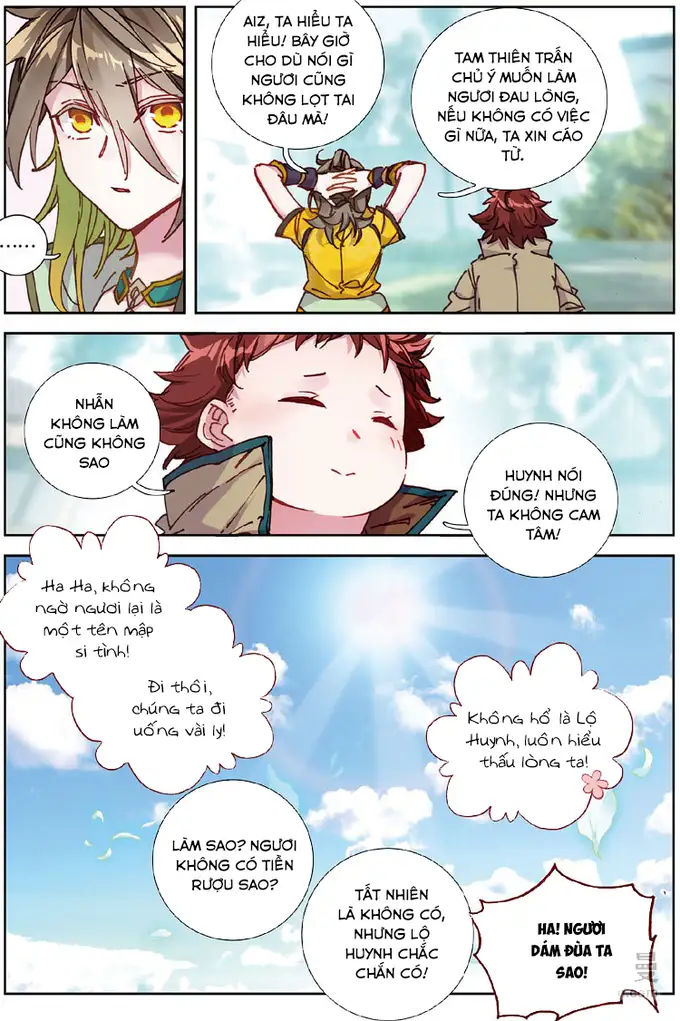 ......
AIZ, TA HIỂU TA
HIỂU! BÂY GIỜ
CHO DÙ NÓI GÌ
NGƯƠI CŨNG
KHÔNG LỌT TAI
ĐÂU MÀ!
TAM THIÊN TRẤN
CHỦ Ý MUỐN LÀM
NGƯƠI ĐAU LÒNG,
NẾU KHÔNG CÓ VIỆC
GÌ NỮA, TA XIN CÁO
TỪ.
NHẪN
KHÔNG LÀM
CŨNG KHÔNG
SAO
HUYNH NÓI
ĐÚNG! NHƯNG
TA KHÔNG CAM
TÂM!
Ha Ha, không
ngờ ngươi lại là
một tên mập
si tình!
Đi thôi,
chúng ta đi
uống vài ly!
Không hổ là Lộ
Huynh, luôn hiểu
thấu lòng ta!
LÀM SAO? NGƯƠI
KHÔNG CÓ TIỀN
RƯỢU SAO?
TẤT NHIÊN
LÀ KHÔNG CÓ,
NHƯNG LỘ
HUYNH CHẮC
CHẮN CÓ!
HA! NGƯỜI
DÁM ĐÙA TA
SAO!